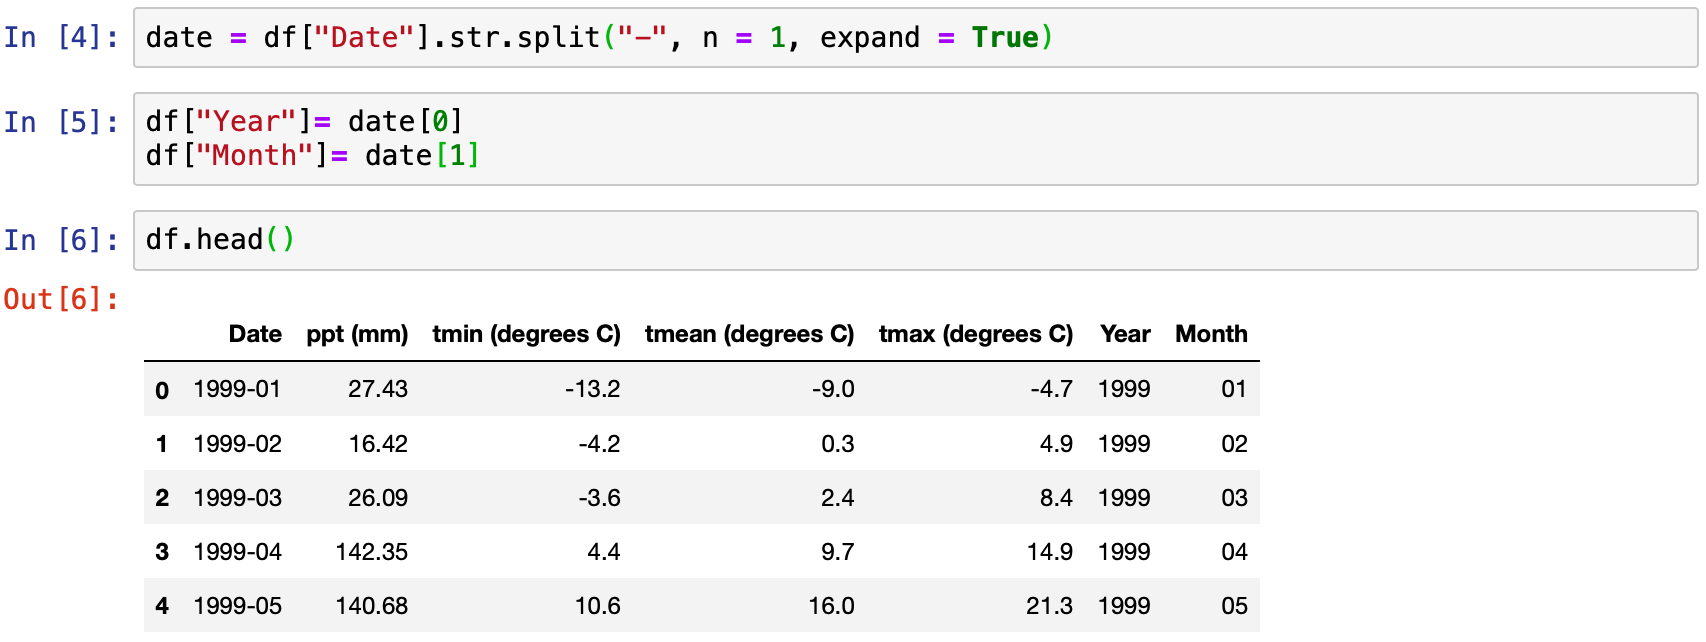 In [4]: date = df["Date"].str.split("-", n = 1, expand = True)
In [5]: df["Year"]= date[0]
df["Month"]= date[1]
In [6]: df.head()
Out[6]:
Date ppt (mm) tmin (degrees C) tmean (degrees C) tmax (degrees C) Year Month
0 1999-01 27.43 -13.2 -9.0 -4.7 1999 01
1 1999-02 16.42 -4.2 0.3 4.9 1999 02
2 1999-03 26.09 -3.6 2.4 8.4 1999 03
3 1999-04 142.35 4.4 9.7 14.9 1999 04
4 1999-05 140.68 10.6 16.0 21.3 1999 05